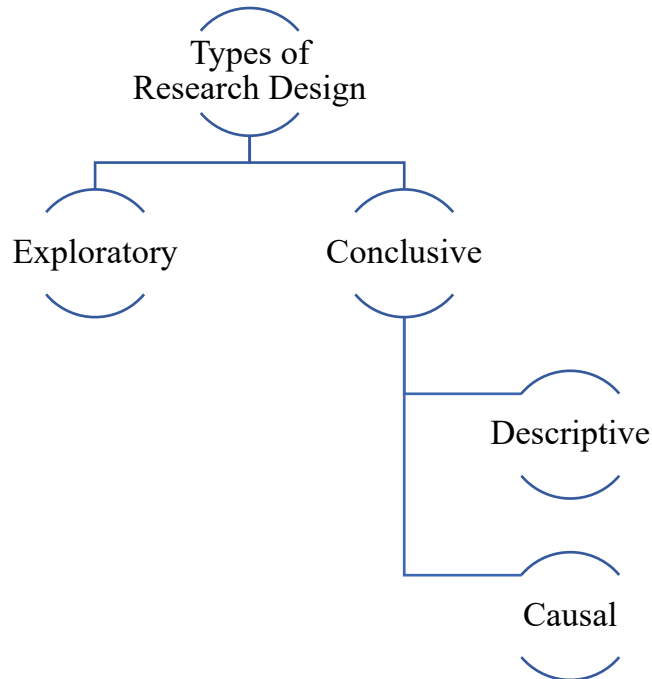 Types of
Research Design
Exploratory
Conclusive
Descriptive
Causal